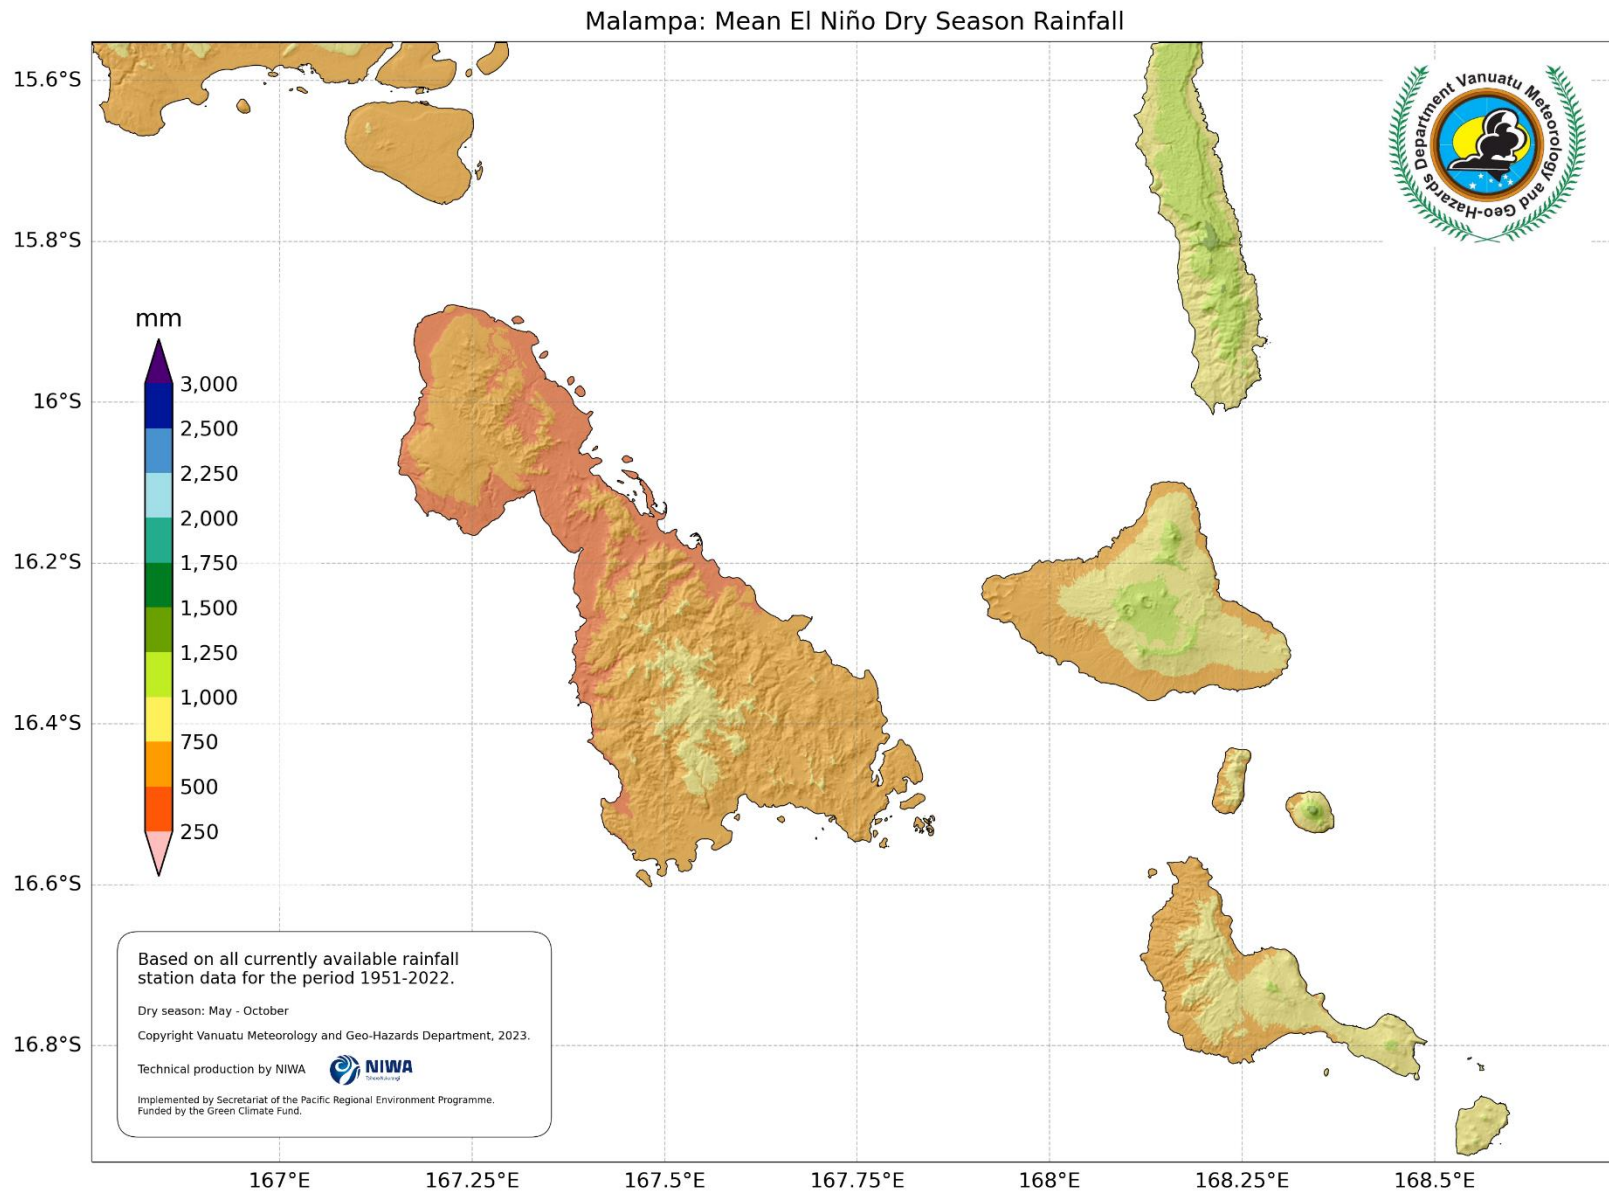 Malampa: Mean El Niño Dry Season Rainfall
15.6°S
15.8°S
16°S
16.2°S
16.4°S
16.6°S
16.8°S
Vanuatu Meteorology and Geo-Hazards Department
mm
3,000
2,500
2,250
2,000
1,750
1,500
1,250
1,000
750
500
250
Based on all currently available rainfall
station data for the period 1951-2022.
Dry season: May - October
Copyright Vanuatu Meteorology and Geo-Hazards Department, 2023.
Technical production by NIWA
NIWA
Taihoro Nukurangi
Implemented by Secretariat of the Pacific Regional Environment Programme.
Funded by the Green Climate Fund.
167°E
167.25°E
167.5°E
167.75°E
168°E
168.25°E
168.5°E